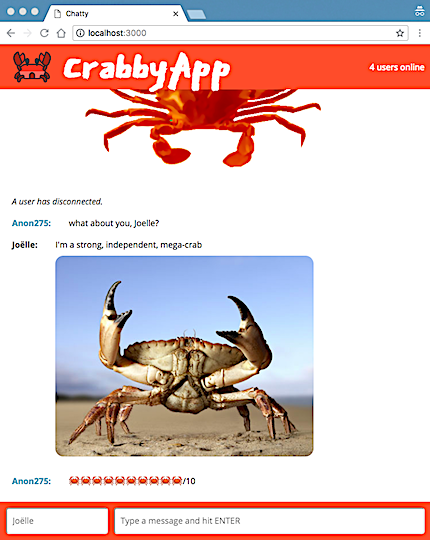 Chatty
localhost:3000
CrabbyApp
4 users online
A user has disconnected.
Anon275: what about you, Joelle?
Joëlle: I'm a strong, independent, mega-crab
Anon275: 🦀🦀🦀🦀🦀🦀🦀🦀🦀🦀/10
Joëlle
Type a message and hit ENTER